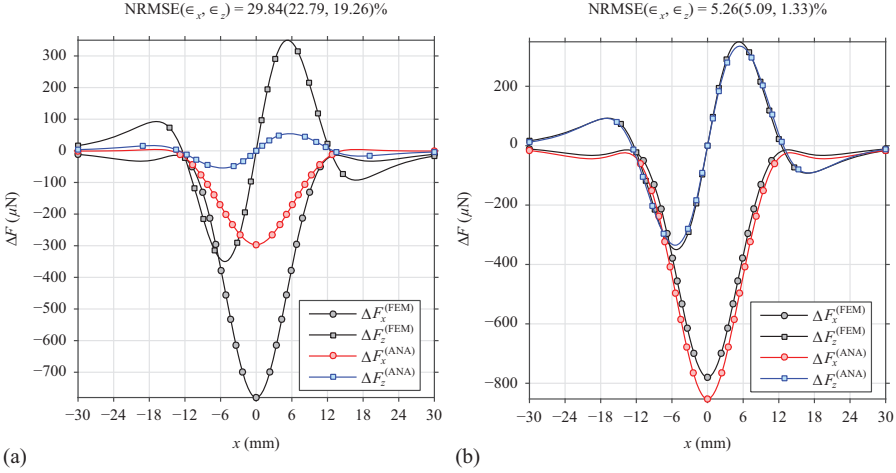 NRMSE(∈x, ∈z) = 29.84(22.79, 19.26)%
300
200
100
0
−100
−200
−300
−400
−500
−600
−700
ΔF (μN)
ΔFx(FEM)
ΔFz(FEM)
ΔFx(ANA)
ΔFz(ANA)
−30 −24 −18 −12 −6 0 6 12 18 24 30
x (mm)
(a)
NRMSE(∈x, ∈z) = 5.26(5.09, 1.33)%
200
0
−200
−400
−600
−800
ΔF (μN)
ΔFx(FEM)
ΔFz(FEM)
ΔFx(ANA)
ΔFz(ANA)
−30 −24 −18 −12 −6 0 6 12 18 24 30
x (mm)
(b)